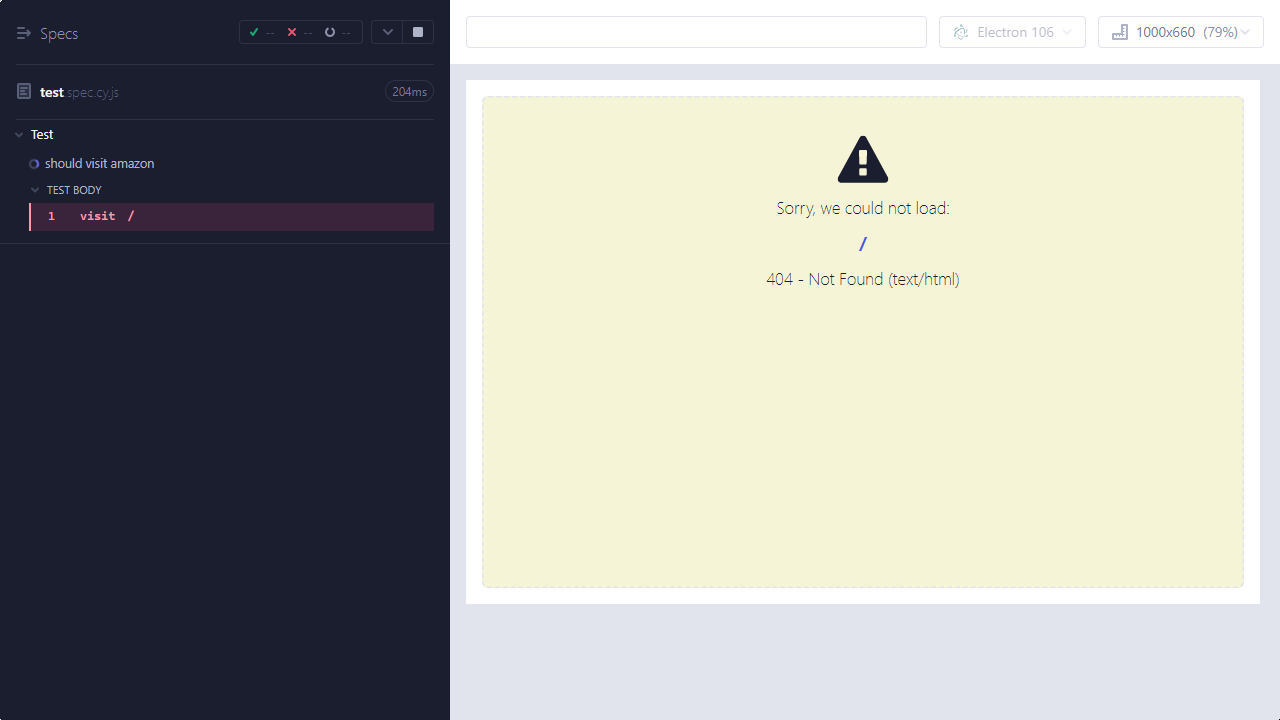 Specs
-- -- --
test spec.cy.js 204ms
Test
should visit amazon
TEST BODY
1 visit /
Electron 106
1000x660 (79%)
Sorry, we could not load:
/
404 - Not Found (text/html)